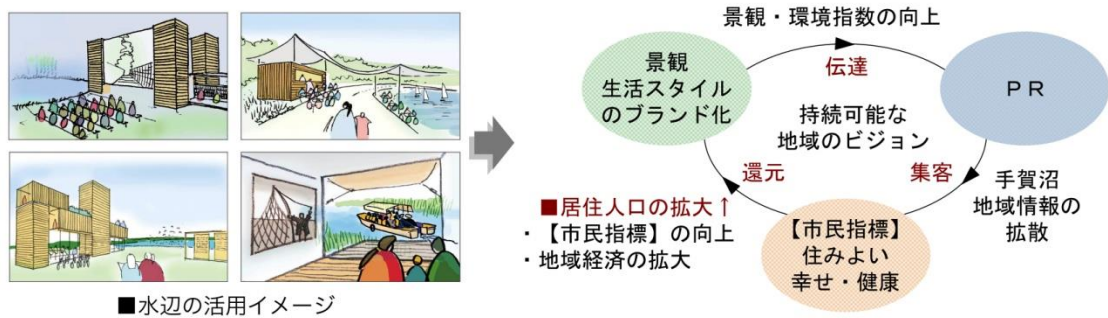 ■水辺の活用イメージ
景観・環境指数の向上
伝達
景観
生活スタイル
のブランド化
PR
持続可能な
地域のビジョン
還元
集客
手賀沼
地域情報の
拡散
■居住人口の拡大↑
・【市民指標】の向上
・地域経済の拡大
【市民指標】
住みよい
幸せ・健康